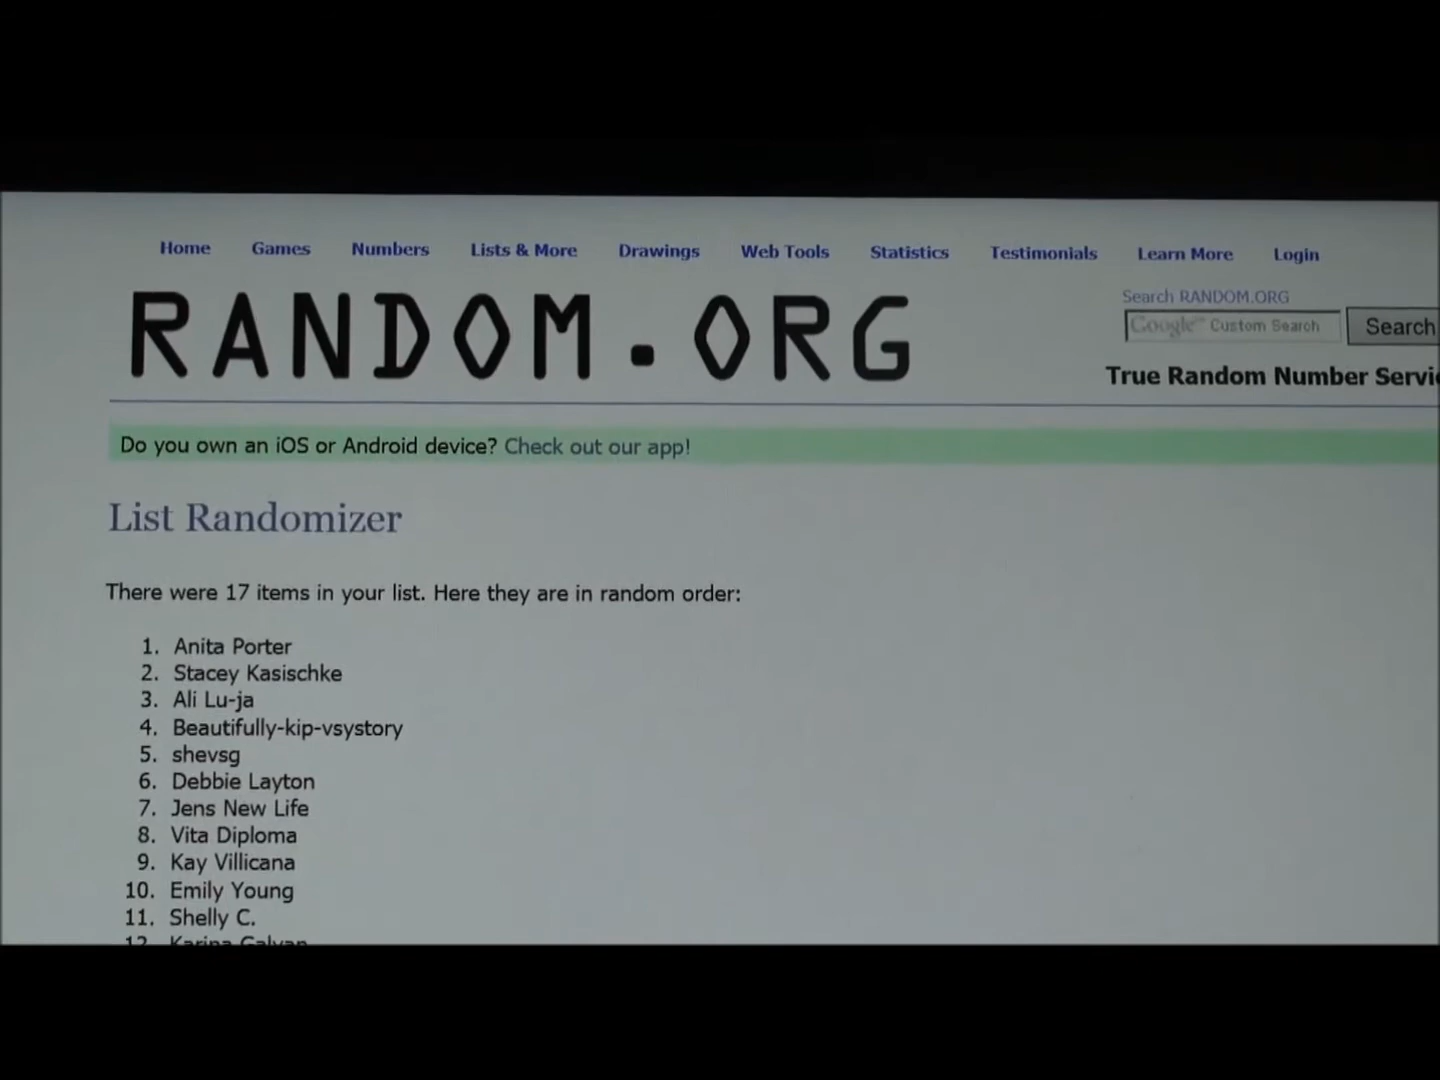 Home Games Numbers Lists & More Drawings Web Tools Statistics Testimonials Learn More Login
RANDOM.ORG
Search RANDOM.ORG
Google™ Custom Search Search
True Random Number Servi
Do you own an iOS or Android device? Check out our app!
List Randomizer
There were 17 items in your list. Here they are in random order:
1. Anita Porter
2. Stacey Kasischke
3. Ali Lu-ja
4. Beautifully-kip-vsystory
5. shevsg
6. Debbie Layton
7. Jens New Life
8. Vita Diploma
9. Kay Villicana
10. Emily Young
11. Shelly C.
12. Karina Galvan